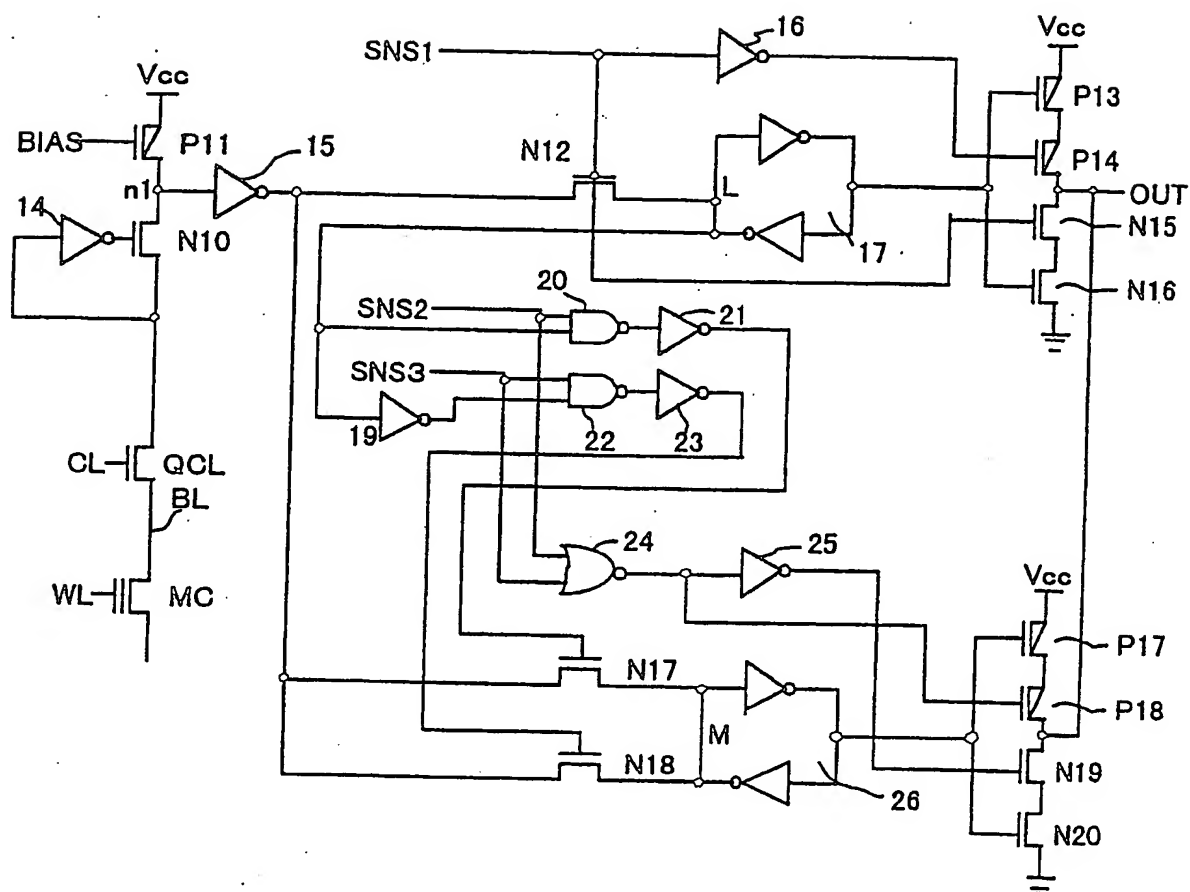 16
Vcc
SNS1
Vcc
P13
BIAS
P11
15
N12
P14
n1
L
OUT
14
N10
N15
17
20
N16
SNS2
21
SNS3
19
22
23
CL
QCL
BL
24
25
Vcc
WL
MC
P17
N17
P18
M
N18
N19
26
N20